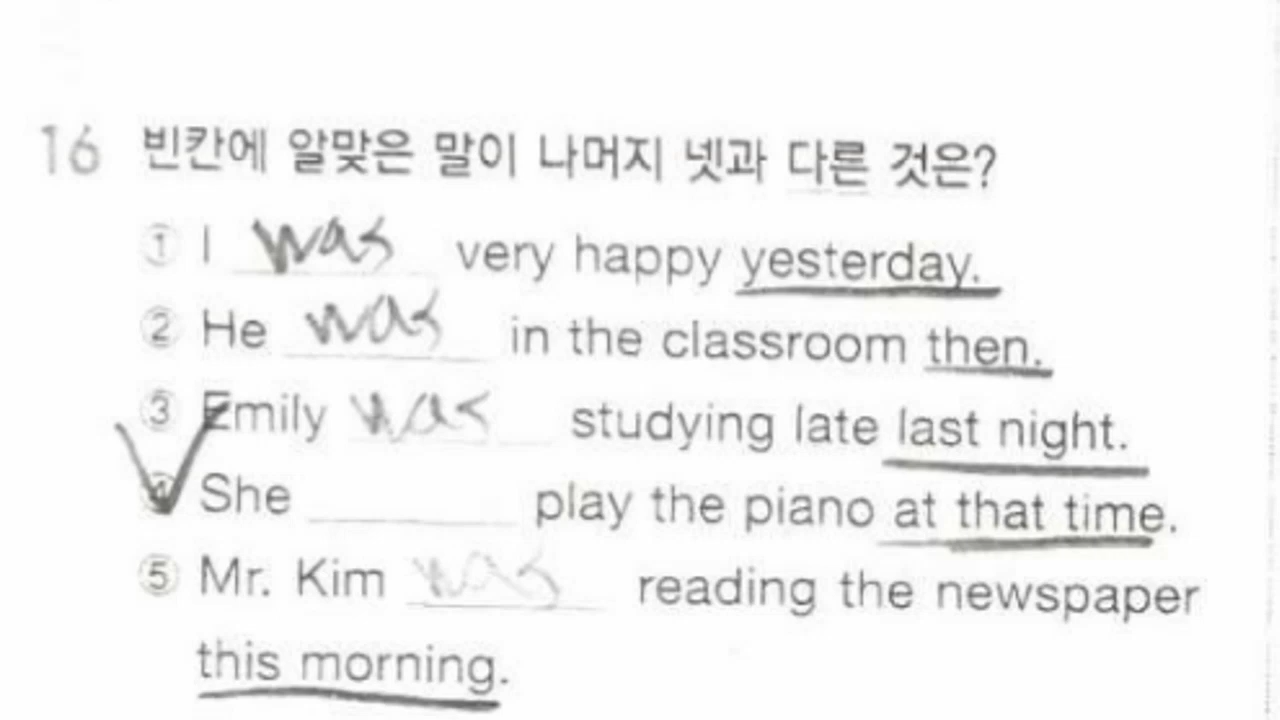 16 빈칸에 알맞은 말이 나머지 넷과 다른 것은?
① I was very happy yesterday.
② He was in the classroom then.
③ Emily was studying late last night.
④ She ______ play the piano at that time.
⑤ Mr. Kim was reading the newspaper
this morning.